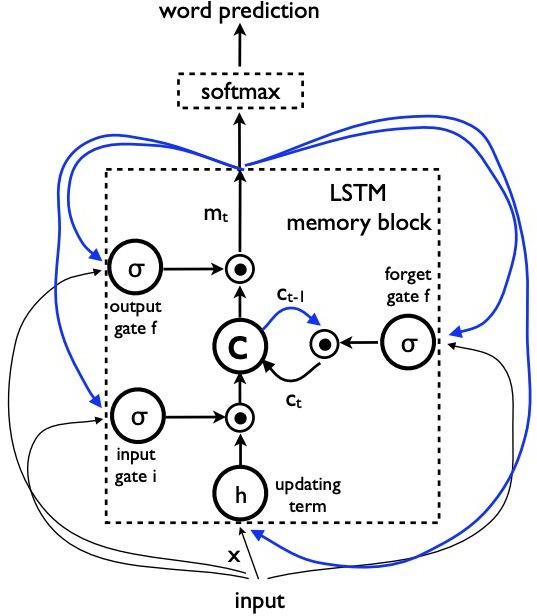 word prediction
softmax
LSTM
memory block
mt
σ
output
gate f
ct-1
forget
gate f
σ
c
ct
σ
input
gate i
h
updating
term
x
input